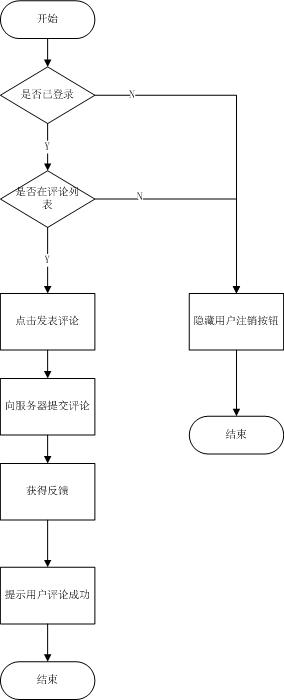 开始
是否已登录
N
Y
是否在评论列
表
N
Y
点击发表评论
隐藏用户注销按钮
向服务器提交评论
结束
获得反馈
提示用户评论成功
结束